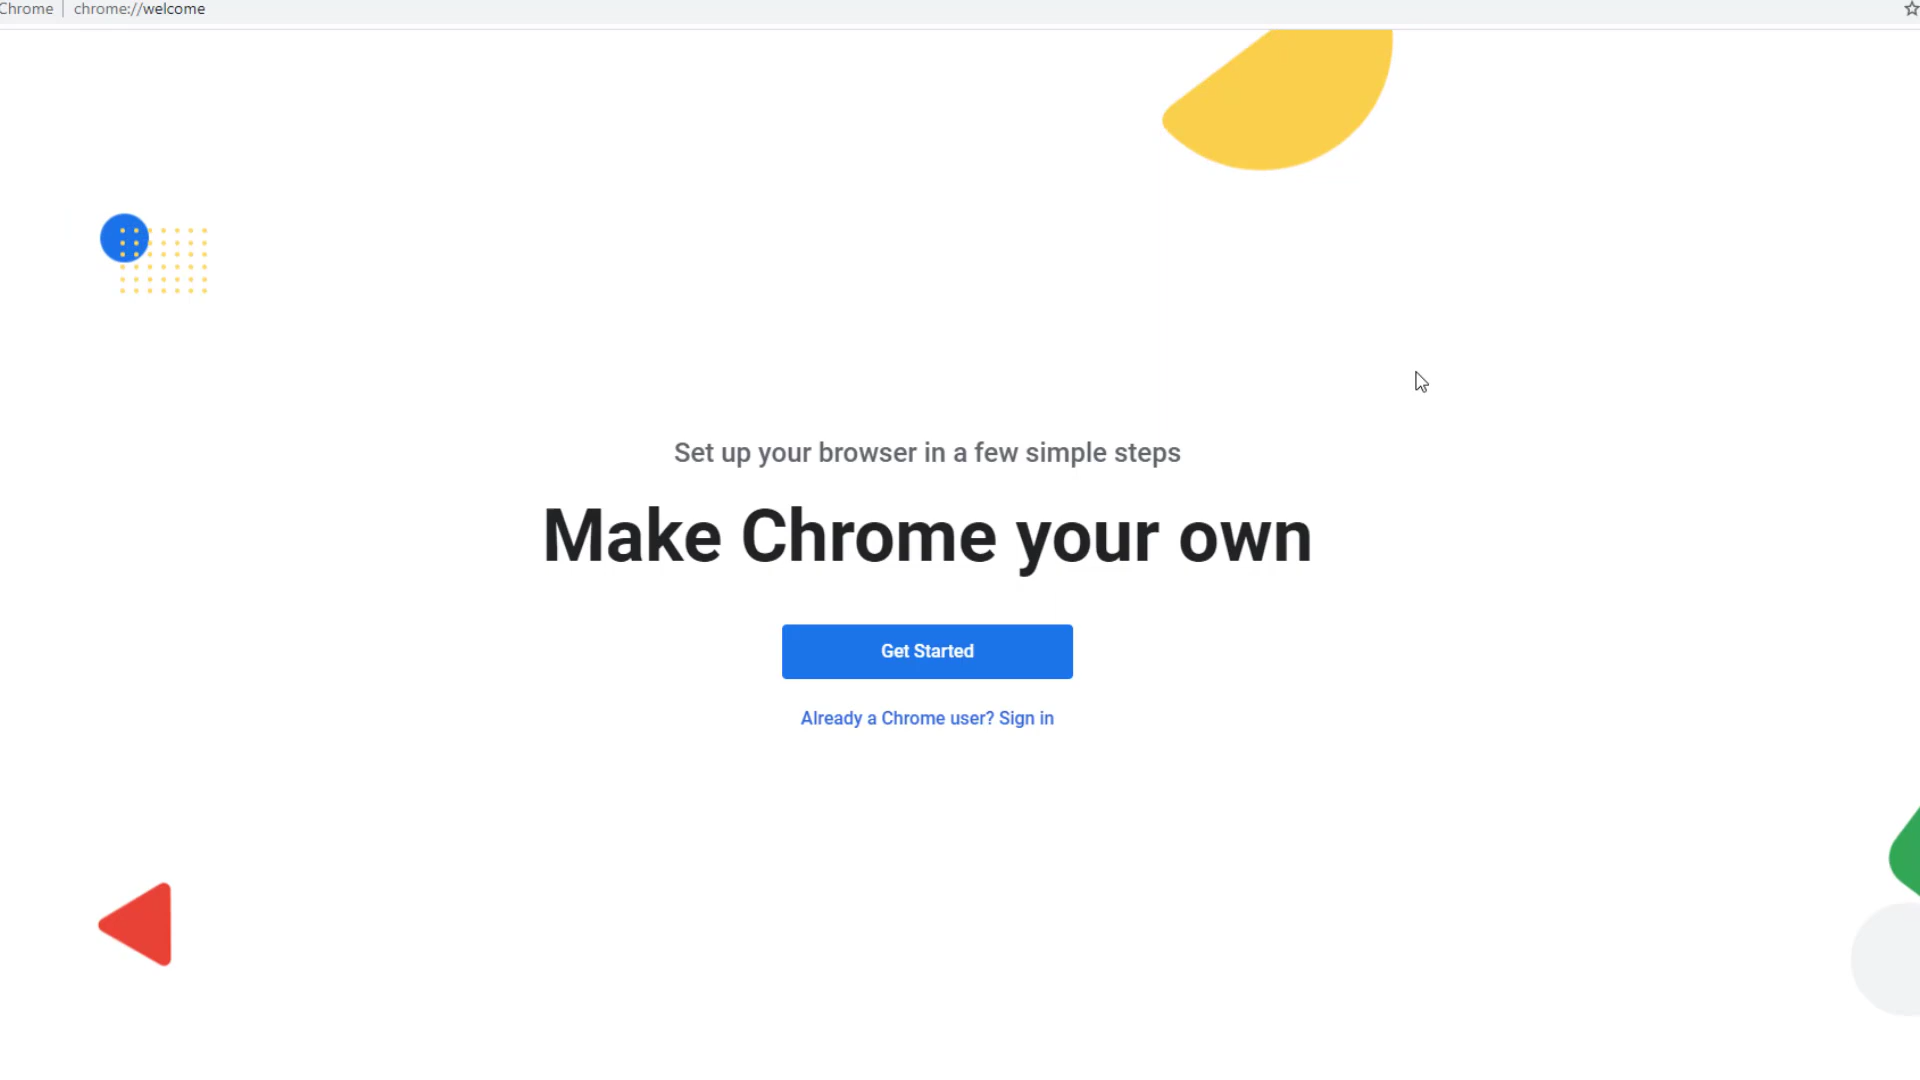 Chrome | chrome://welcome
Set up your browser in a few simple steps
Make Chrome your own
Get Started
Already a Chrome user? Sign in